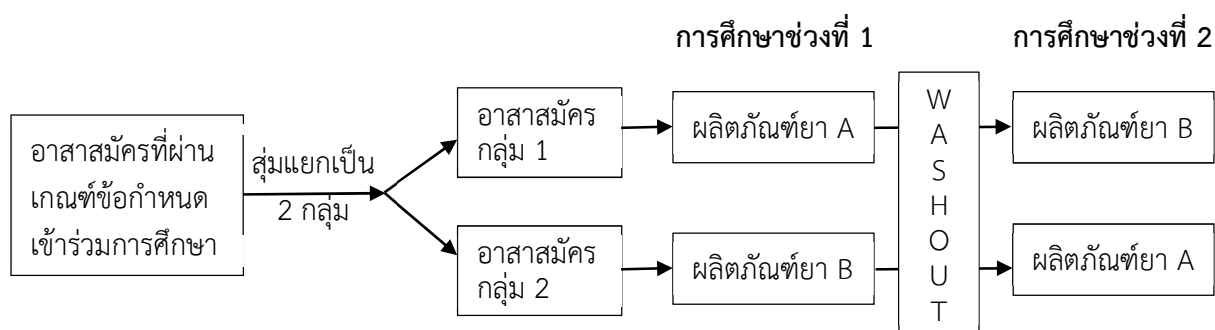 การศึกษาช่วงที่ 1
การศึกษาช่วงที่ 2
อาสาสมัครที่ผ่าน
เกณฑ์ข้อกำหนด
เข้าร่วมการศึกษา
สุ่มแยกเป็น
2 กลุ่ม
อาสาสมัคร
กลุ่ม 1
ผลิตภัณฑ์ยา A
W
A
S
H
O
U
T
ผลิตภัณฑ์ยา B
อาสาสมัคร
กลุ่ม 2
ผลิตภัณฑ์ยา B
ผลิตภัณฑ์ยา A